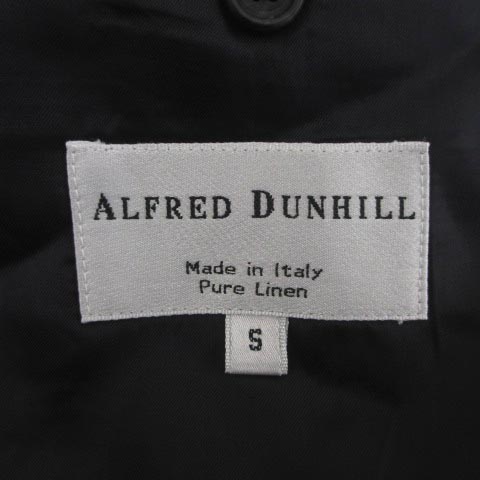 ALFRED DUNHILL
Made in Italy
Pure Linen
S